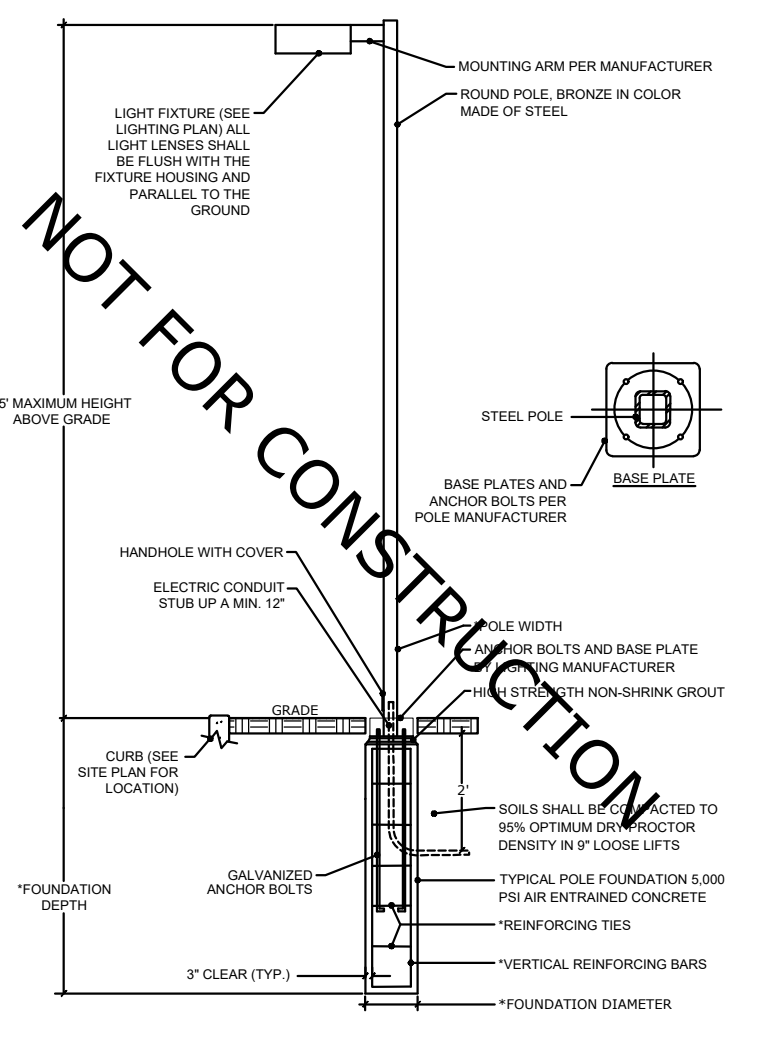 MOUNTING ARM PER MANUFACTURER
ROUND POLE, BRONZE IN COLOR
MADE OF STEEL
LIGHT FIXTURE (SEE
LIGHTING PLAN) ALL
LIGHT LENSES SHALL
BE FLUSH WITH THE
FIXTURE HOUSING AND
PARALLEL TO THE
GROUND
NOT FOR CONSTRUCTION
5' MAXIMUM HEIGHT
ABOVE GRADE
STEEL POLE
BASE PLATES AND
ANCHOR BOLTS PER
POLE MANUFACTURER
BASE PLATE
HANDHOLE WITH COVER
ELECTRIC CONDUIT
STUB UP A MIN. 12"
*POLE WIDTH
ANCHOR BOLTS AND BASE PLATE
BY LIGHTING MANUFACTURER
HIGH STRENGTH NON-SHRINK GROUT
GRADE
CURB (SEE
SITE PLAN FOR
LOCATION)
2'
SOILS SHALL BE COMPACTED TO
95% OPTIMUM DRY PROCTOR
DENSITY IN 9" LOOSE LIFTS
GALVANIZED
ANCHOR BOLTS
TYPICAL POLE FOUNDATION 5,000
PSI AIR ENTRAINED CONCRETE
*FOUNDATION
DEPTH
*REINFORCING TIES
*VERTICAL REINFORCING BARS
3" CLEAR (TYP.)
*FOUNDATION DIAMETER